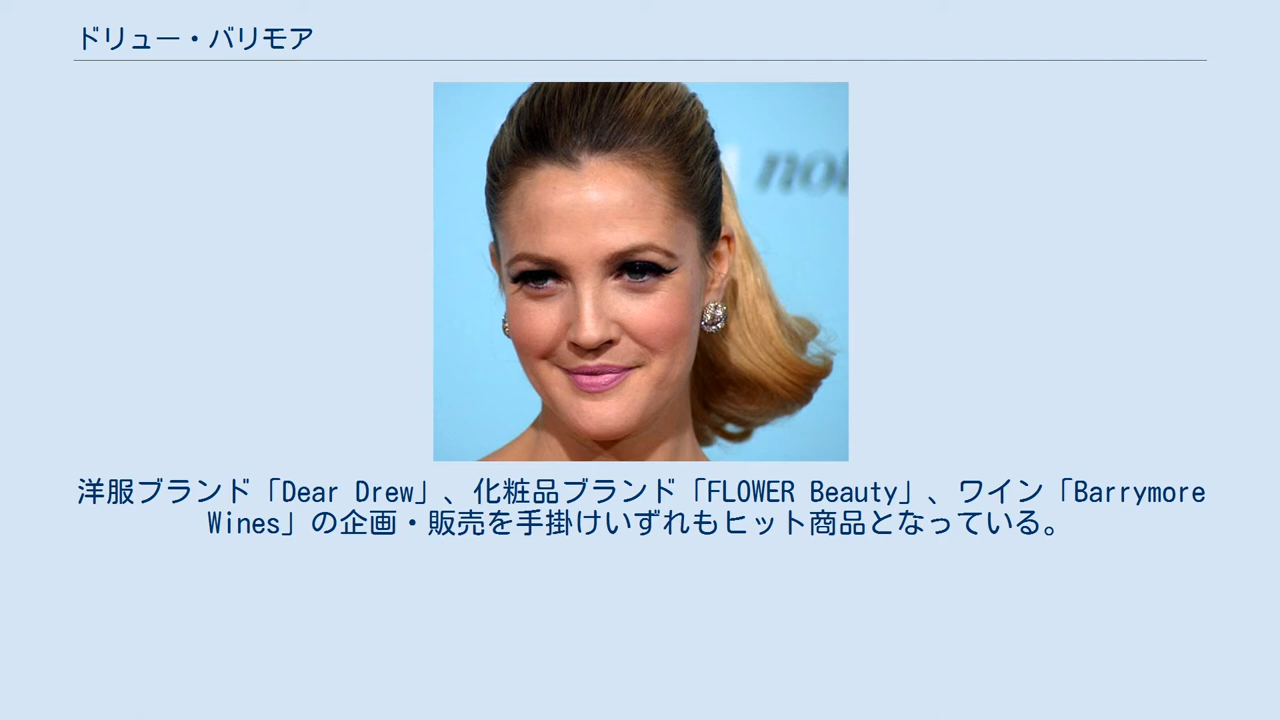 ドリュー・バリモア
洋服ブランド「Dear Drew」、化粧品ブランド「FLOWER Beauty」、ワイン「Barrymore
Wines」の企画・販売を手掛けいずれもヒット商品となっている。